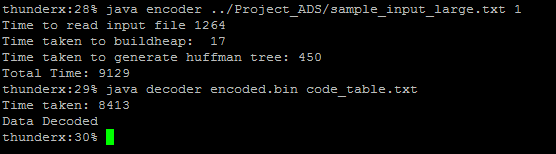 thunderx:28% java encoder ../Project_ADS/sample_input_large.txt 1
Time to read input file 1264
Time taken to buildheap:  17
Time taken to generate huffman tree: 450
Total Time: 9129
thunderx:29% java decoder encoded.bin code_table.txt
Time taken: 8413
Data Decoded
thunderx:30%